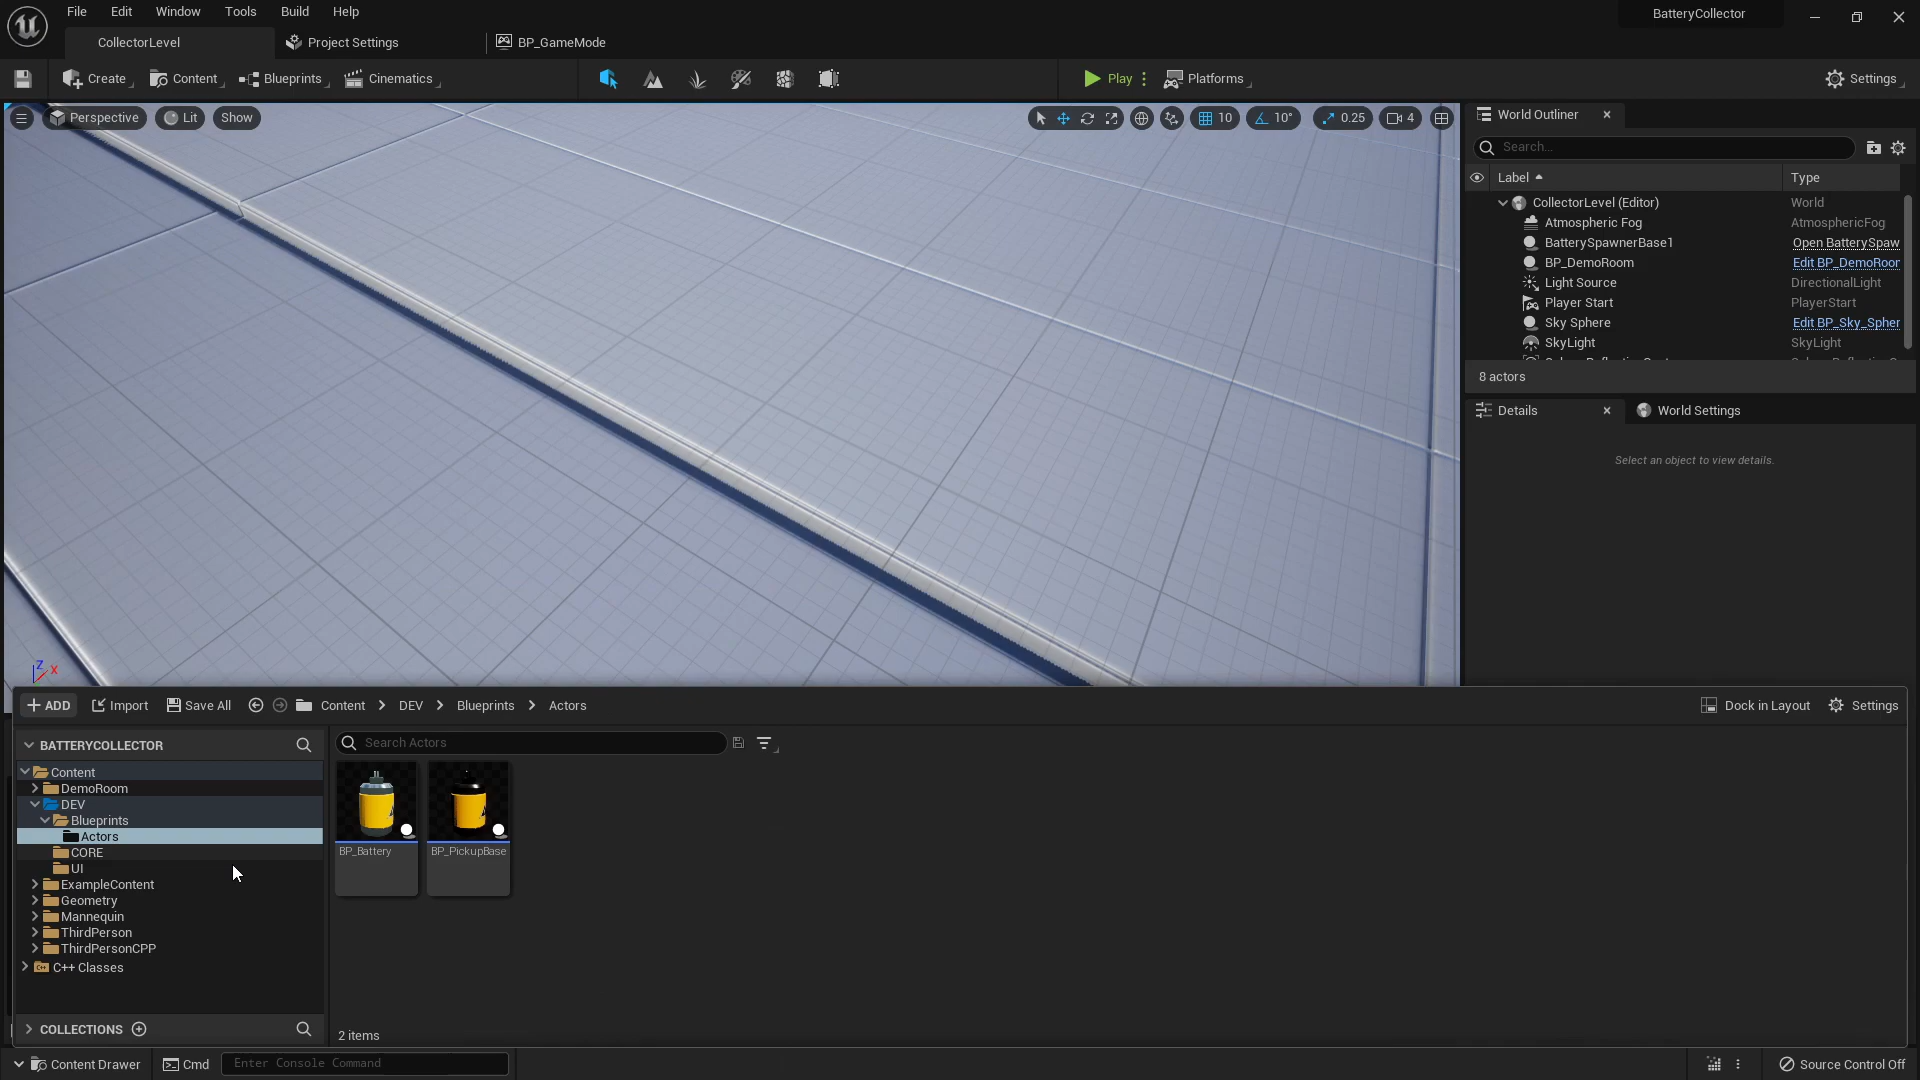 File Edit Window Tools Build Help
BatteryCollector
CollectorLevel Project Settings BP_GameMode
Create Content Blueprints Cinematics Play Platforms Settings
Perspective Lit Show 10 10° 0.25 4
World Outliner
Search...
Label Type
CollectorLevel (Editor) World
Atmospheric Fog AtmosphericFog
BatterySpawnerBase1 Open BatterySpaw
BP_DemoRoom Edit BP_DemoRoor
Light Source DirectionalLight
Player Start PlayerStart
Sky Sphere Edit BP_Sky_Spher
SkyLight SkyLight
8 actors
Details World Settings
Select an object to view details.
Z X
ADD Import Save All Content DEV Blueprints Actors Dock in Layout Settings
BATTERYCOLLECTOR
Search Actors
Content
DemoRoom
DEV
Blueprints
Actors
CORE
UI
ExampleContent
Geometry
Mannequin
ThirdPerson
ThirdPersonCPP
C++ Classes
BP_Battery BP_PickupBase
COLLECTIONS
2 items
Content Drawer Cmd Enter Console Command Source Control Off